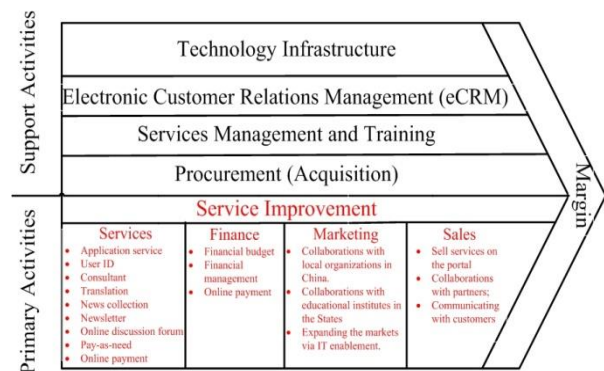 Support Activities
Technology Infrastructure
Electronic Customer Relations Management (eCRM)
Services Management and Training
Procurement (Acquisition)
Margin
Primary Activities
Service Improvement
Services
• Application service
• User ID
• Consultant
• Translation
• News collection
• Newsletter
• Online discussion forum
• Pay-as-need
• Online payment
Finance
• Financial budget
• Financial
management
• Online payment
Marketing
• Collaborations with
local organizations in
China.
• Collaborations with
educational institutes in
the States
• Expanding the markets
via IT enablement.
Sales
• Sell services on
the portal
• Collaborations
with partners;
• Communicating
with customers